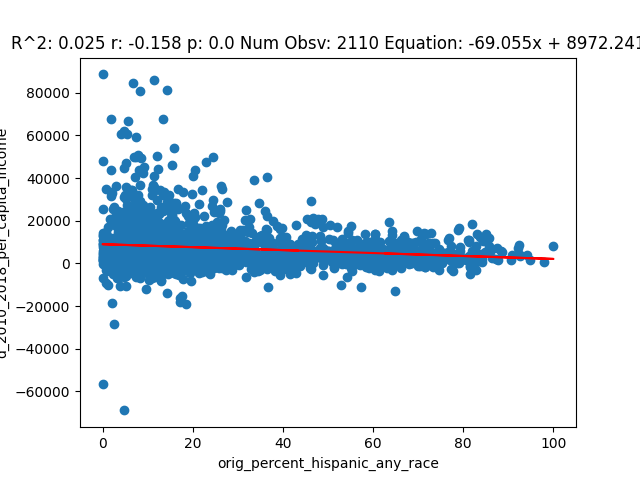 R^2: 0.025 r: -0.158 p: 0.0 Num Obsv: 2110 Equation: -69.055x + 8972.241
80000
60000
40000
20000
0
−20000
−40000
−60000
d_2010_2018_per_capita_income
0 20 40 60 80 100
orig_percent_hispanic_any_race